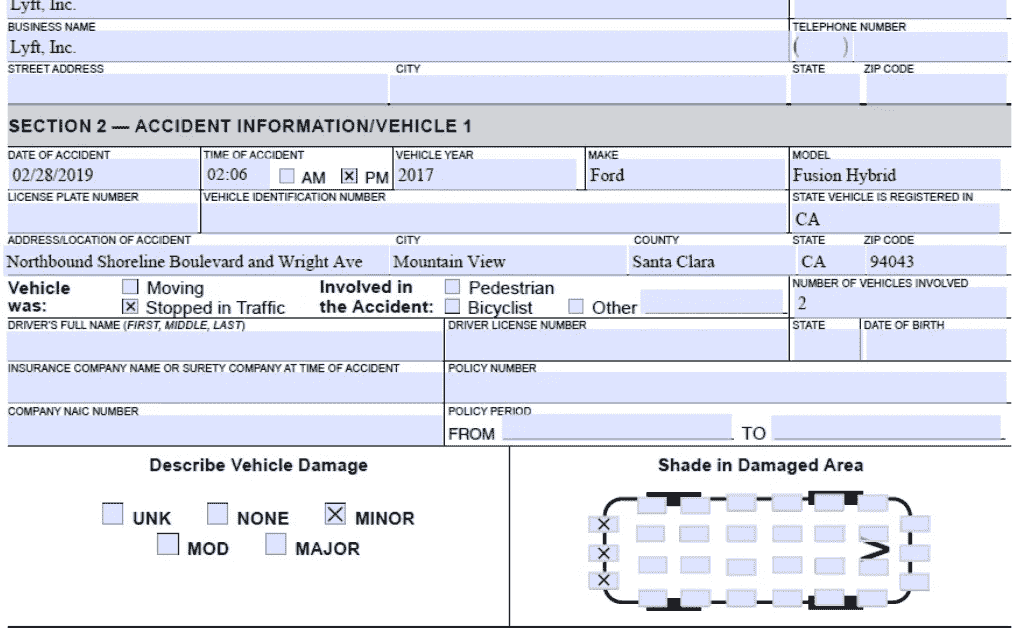 Lyft, Inc.
BUSINESS NAME TELEPHONE NUMBER
Lyft, Inc. ( )
STREET ADDRESS CITY STATE ZIP CODE
SECTION 2 — ACCIDENT INFORMATION/VEHICLE 1
DATE OF ACCIDENT TIME OF ACCIDENT VEHICLE YEAR MAKE MODEL
02/28/2019 02:06 AM PM 2017 Ford Fusion Hybrid
LICENSE PLATE NUMBER VEHICLE IDENTIFICATION NUMBER STATE VEHICLE IS REGISTERED IN
CA
ADDRESS/LOCATION OF ACCIDENT CITY COUNTY STATE ZIP CODE
Northbound Shoreline Boulevard and Wright Ave Mountain View Santa Clara CA 94043
Vehicle was: Moving Involved in the Accident: Pedestrian NUMBER OF VEHICLES INVOLVED
Stopped in Traffic Bicyclist Other 2
DRIVER'S FULL NAME (FIRST, MIDDLE, LAST) DRIVER LICENSE NUMBER STATE DATE OF BIRTH
INSURANCE COMPANY NAME OR SURETY COMPANY AT TIME OF ACCIDENT POLICY NUMBER
COMPANY NAIC NUMBER POLICY PERIOD
FROM TO
Describe Vehicle Damage Shade in Damaged Area
UNK NONE MINOR
MOD MAJOR